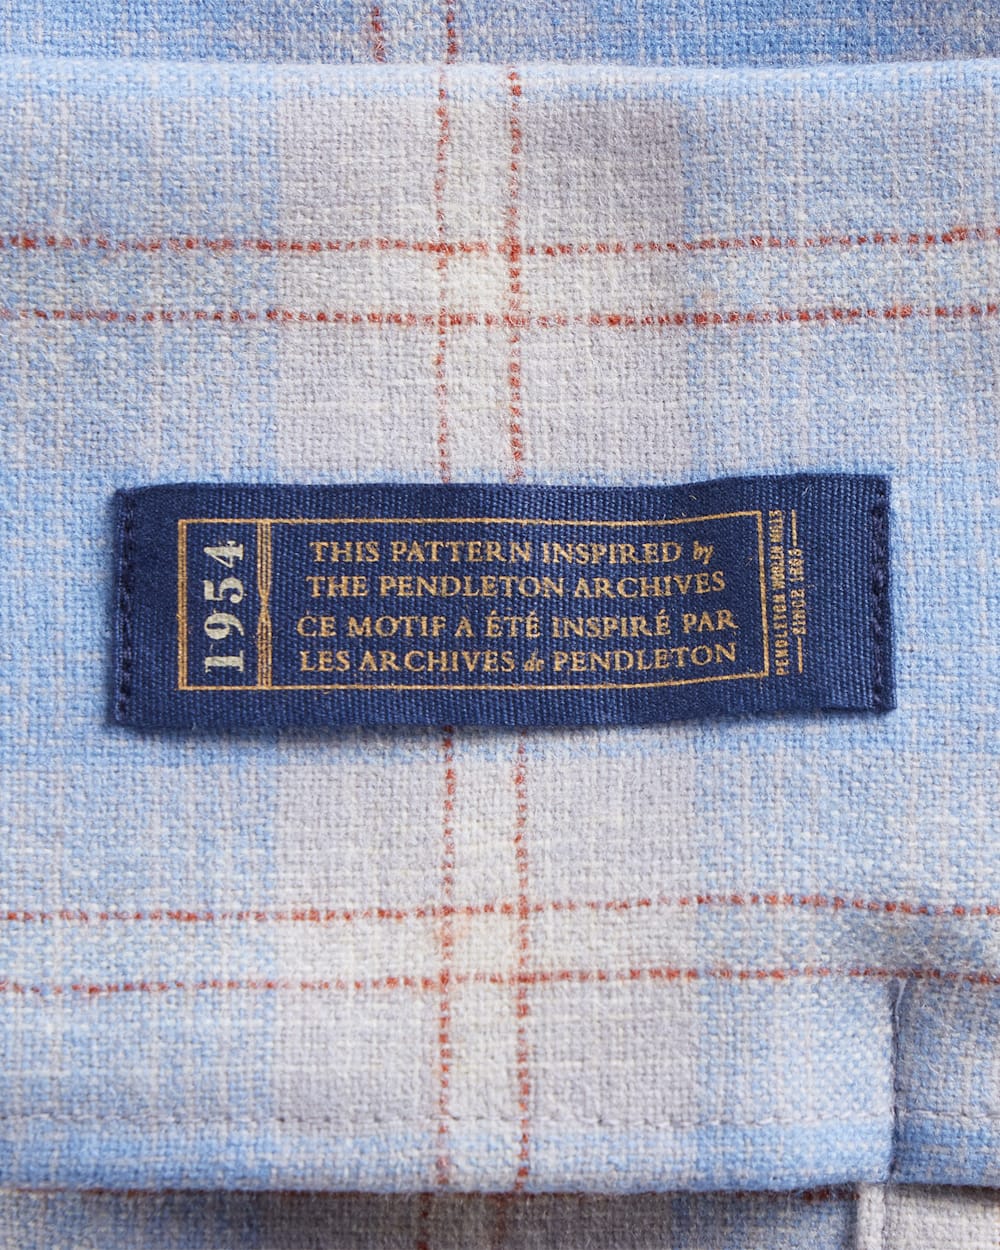 1954
THIS PATTERN INSPIRED by
THE PENDLETON ARCHIVES
CE MOTIF A ÉTÉ INSPIRÉ PAR
LES ARCHIVES de PENDLETON
PENDLETON WOOLEN MILLS
SINCE 1863